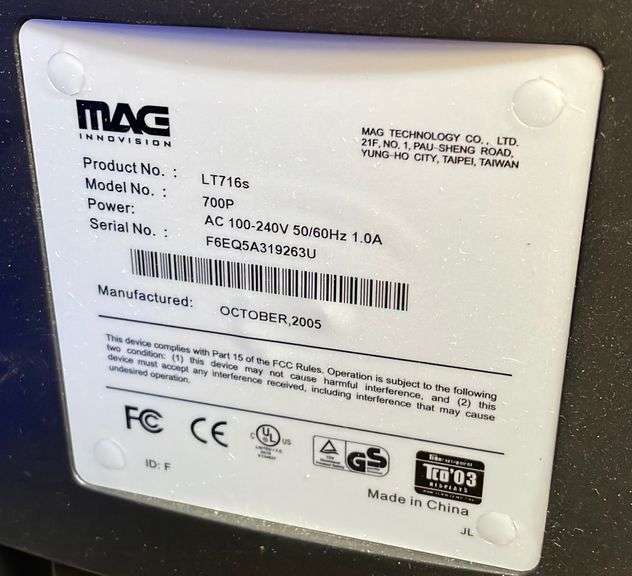 MAG
INNOVISION
MAG TECHNOLOGY CO., LTD.
21F, NO. 1, PAU-SHENG ROAD,
YUNG-HO CITY, TAIPEI, TAIWAN
Product No. : LT716s
Model No. : 700P
Power: AC 100-240V 50/60Hz 1.0A
Serial No. : F6EQ5A319263U
Manufactured: OCTOBER,2005
This device complies with Part 15 of the FCC Rules. Operation is subject to the following
two condition: (1) this device may not cause harmful interference, and (2) this
device must accept any interference received, including interference that may cause
undesired operation.
FC CE C UL US GS TCO'03
DISPLAYS
ID: F
Made in China
JL